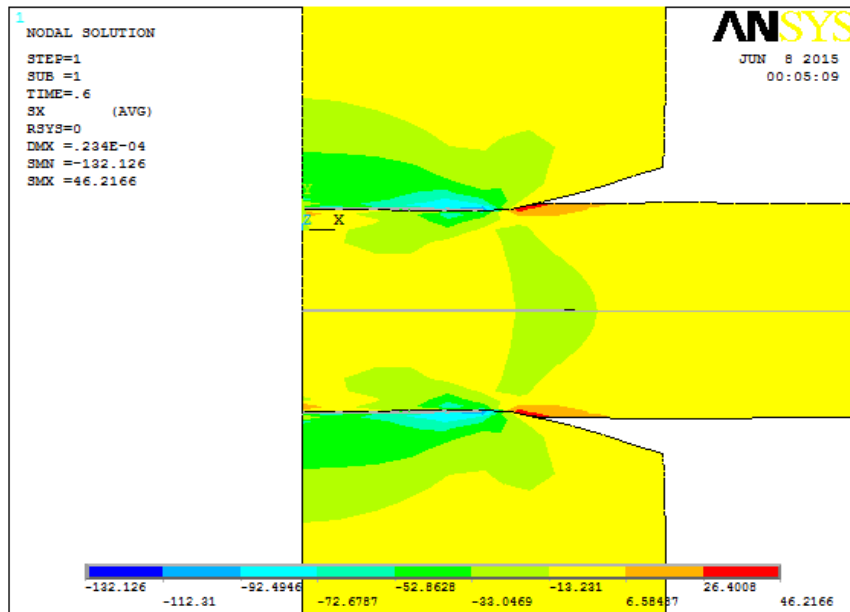 1
NODAL SOLUTION
STEP=1
SUB =1
TIME=.6
SX (AVG)
RSYS=0
DMX =.234E-04
SMN =-132.126
SMX =46.2166
ANSYS
JUN 8 2015
00:05:09
Y
Z X
-132.126 -92.4946 -52.8628 -13.231 26.4008
-112.31 -72.6787 -33.0469 6.58487 46.2166